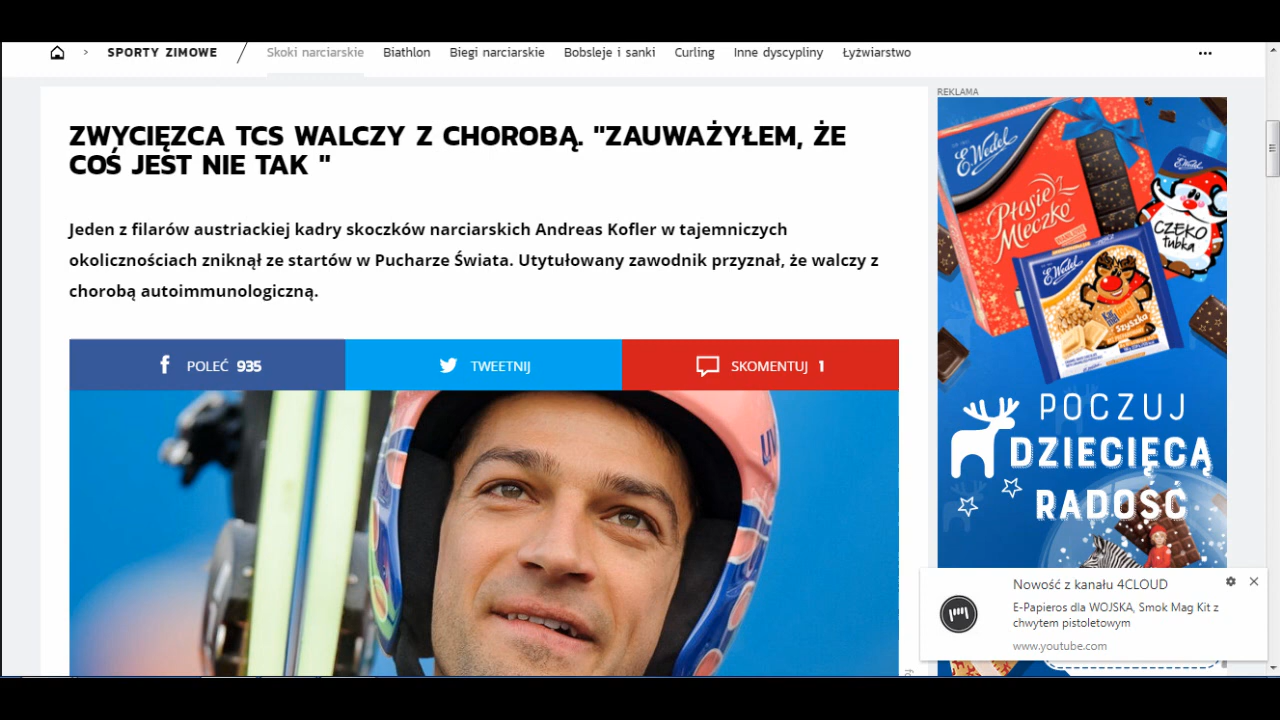 SPORTY ZIMOWE
Skoki narciarskie
Biathlon
Biegi narciarskie
Bobsleje i sanki
Curling
Inne dyscypliny
Łyżwiarstwo
ZWYCIĘZCA TCS WALCZY Z CHOROBĄ. "ZAUWAŻYŁEM, ŻE
COŚ JEST NIE TAK "
Jeden z filarów austriackiej kadry skoczków narciarskich Andreas Kofler w tajemniczych
okolicznościach zniknął ze startów w Pucharze Świata. Utytułowany zawodnik przyznał, że walczy z
chorobą autoimmunologiczną.
POLEĆ 935
TWEETNIJ
SKOMENTUJ 1
REKLAMA
E.Wedel
Ptasie
Mleczko
E.Wedel
CZEKO
tubka
E.Wedel
Szyszka
POCZUJ
DZIECIĘCĄ
RADOŚĆ
Nowość z kanału 4CLOUD
E-Papieros dla WOJSKA, Smok Mag Kit z
chwytem pistoletowym
www.youtube.com